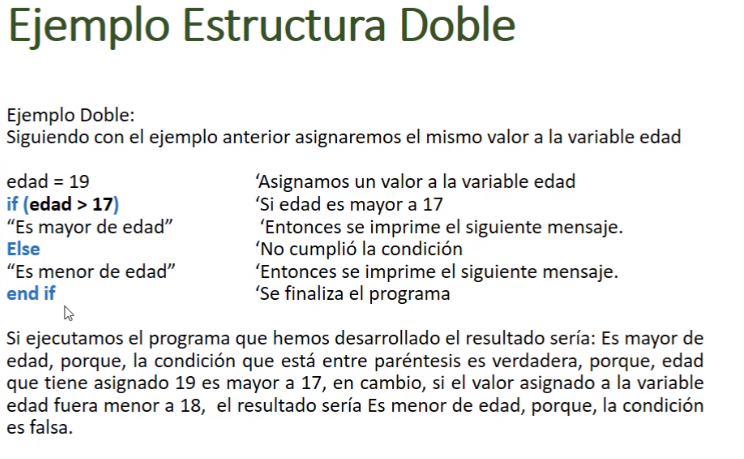 Ejemplo Estructura Doble
Ejemplo Doble:
Siguiendo con el ejemplo anterior asignaremos el mismo valor a la variable edad
edad = 19 ‘Asignamos un valor a la variable edad
if (edad > 17) ‘Si edad es mayor a 17
“Es mayor de edad” ‘Entonces se imprime el siguiente mensaje.
Else ‘No cumplió la condición
“Es menor de edad” ‘Entonces se imprime el siguiente mensaje.
end if ‘Se finaliza el programa
Si ejecutamos el programa que hemos desarrollado el resultado sería: Es mayor de
edad, porque, la condición que está entre paréntesis es verdadera, porque, edad
que tiene asignado 19 es mayor a 17, en cambio, si el valor asignado a la variable
edad fuera menor a 18, el resultado sería Es menor de edad, porque, la condición
es falsa.